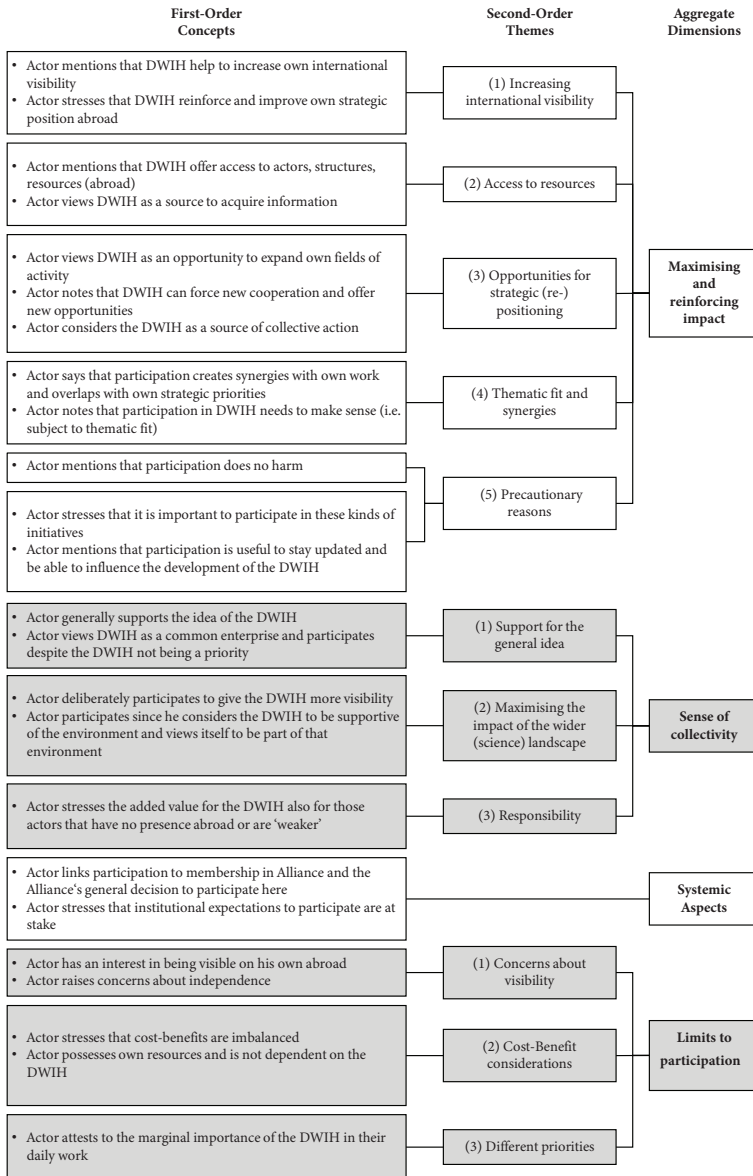 First-Order
Concepts
Second-Order
Themes
Aggregate
Dimensions
• Actor mentions that DWIH help to increase own international
visibility
• Actor stresses that DWIH reinforce and improve own strategic
position abroad
(1) Increasing
international visibility
• Actor mentions that DWIH offer access to actors, structures,
resources (abroad)
• Actor views DWIH as a source to acquire information
(2) Access to resources
• Actor views DWIH as an opportunity to expand own fields of
activity
• Actor notes that DWIH can force new cooperation and offer
new opportunities
• Actor considers the DWIH as a source of collective action
(3) Opportunities for
strategic (re-)
positioning
Maximising
and
reinforcing
impact
• Actor says that participation creates synergies with own work
and overlaps with own strategic priorities
• Actor notes that participation in DWIH needs to make sense (i.e.
subject to thematic fit)
(4) Thematic fit and
synergies
• Actor mentions that participation does no harm
• Actor stresses that it is important to participate in these kinds of
initiatives
• Actor mentions that participation is useful to stay updated and
be able to influence the development of the DWIH
(5) Precautionary
reasons
• Actor generally supports the idea of the DWIH
• Actor views DWIH as a common enterprise and participates
despite the DWIH not being a priority
(1) Support for the
general idea
• Actor deliberately participates to give the DWIH more visibility
• Actor participates since he considers the DWIH to be supportive
of the environment and views itself to be part of that
environment
(2) Maximising the
impact of the wider
(science) landscape
Sense of
collectivity
• Actor stresses the added value for the DWIH also for those
actors that have no presence abroad or are 'weaker'
(3) Responsibility
• Actor links participation to membership in Alliance and the
Alliance‘s general decision to participate here
• Actor stresses that institutional expectations to participate are at
stake
Systemic
Aspects
• Actor has an interest in being visible on his own abroad
• Actor raises concerns about independence
(1) Concerns about
visibility
• Actor stresses that cost-benefits are imbalanced
• Actor possesses own resources and is not dependent on the
DWIH
(2) Cost-Benefit
considerations
Limits to
participation
• Actor attests to the marginal importance of the DWIH in their
daily work
(3) Different priorities